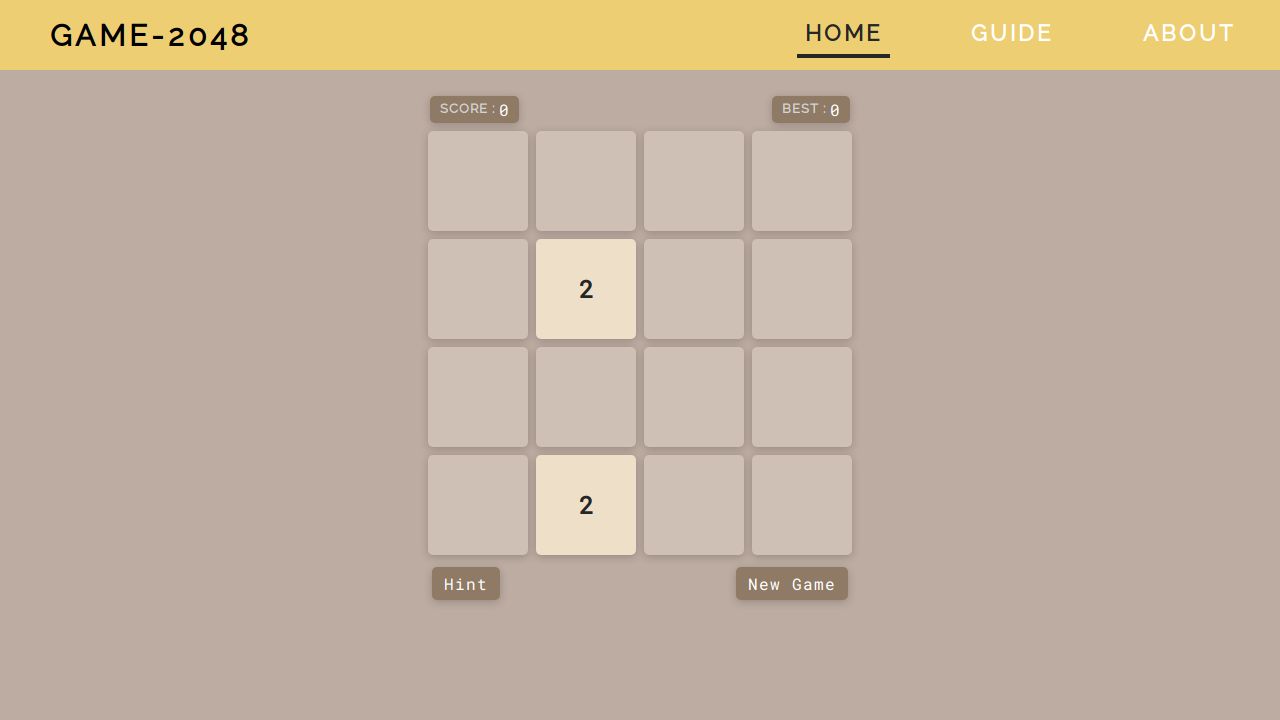 GAME-2048 HOME GUIDE ABOUT
SCORE : 0 BEST : 0
2
2
Hint New Game